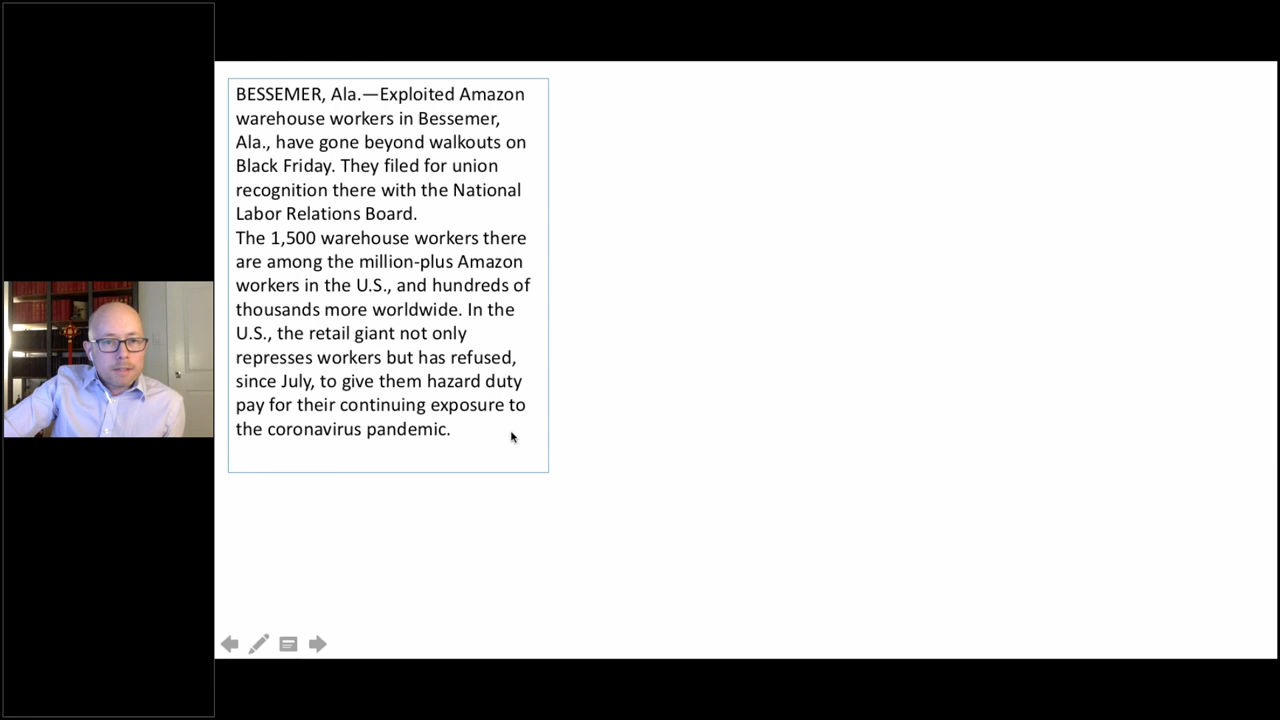 BESSEMER, Ala.—Exploited Amazon
warehouse workers in Bessemer,
Ala., have gone beyond walkouts on
Black Friday. They filed for union
recognition there with the National
Labor Relations Board.
The 1,500 warehouse workers there
are among the million-plus Amazon
workers in the U.S., and hundreds of
thousands more worldwide. In the
U.S., the retail giant not only
represses workers but has refused,
since July, to give them hazard duty
pay for their continuing exposure to
the coronavirus pandemic.